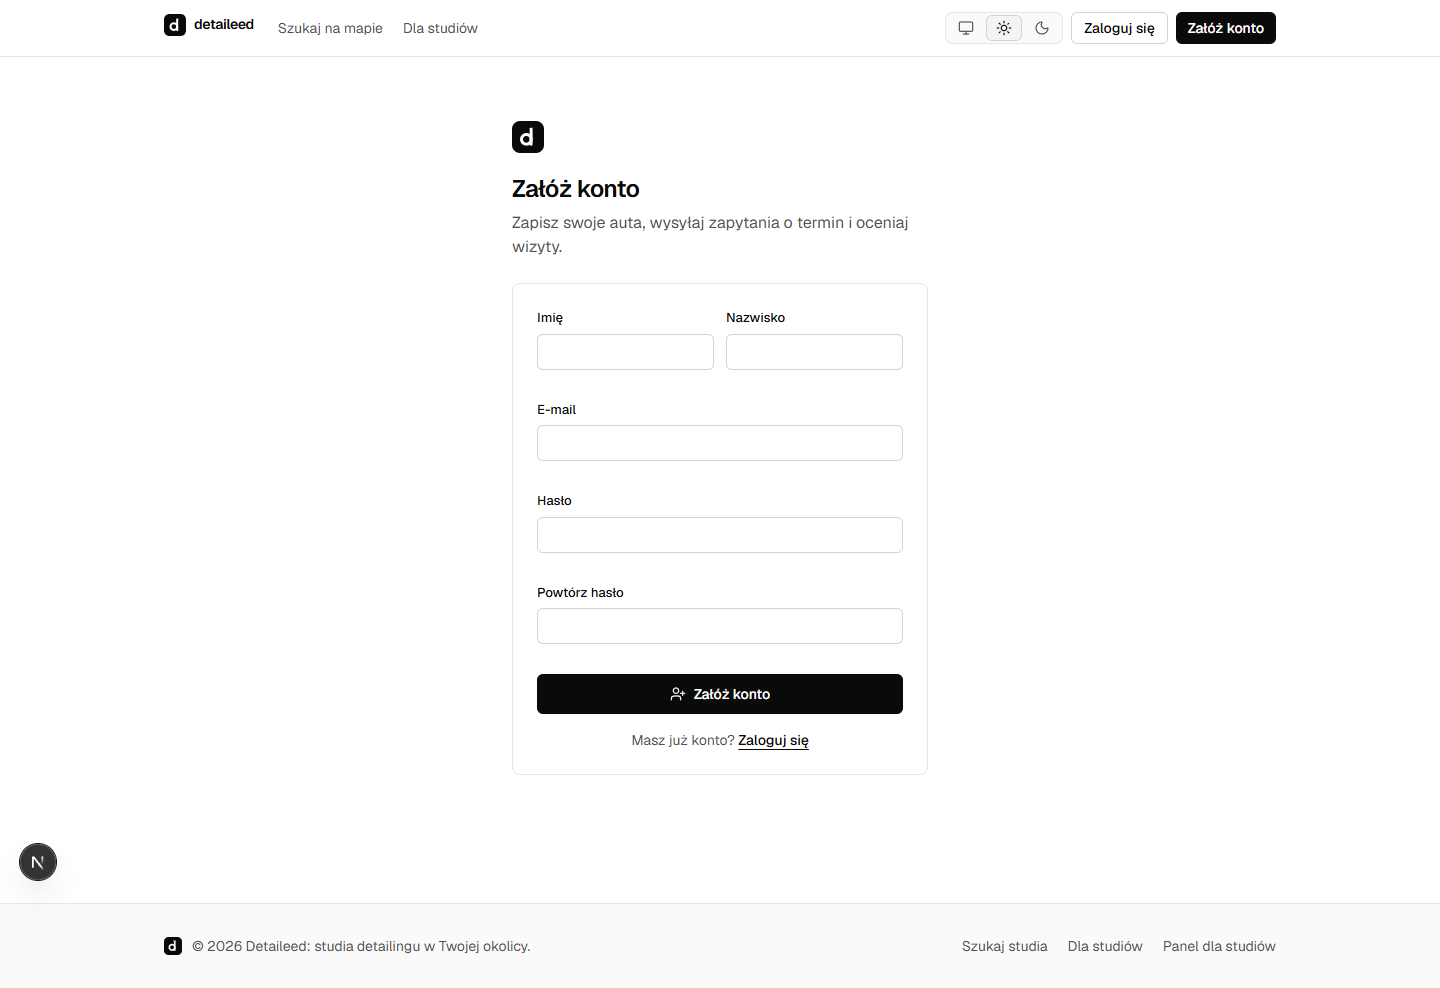 d detaileed
Szukaj na mapie
Dla studiów
Zaloguj się
Załóż konto
d
Załóż konto
Zapisz swoje auta, wysyłaj zapytania o termin i oceniaj
wizyty.
Imię
Nazwisko
E-mail
Hasło
Powtórz hasło
Załóż konto
Masz już konto? Zaloguj się
N
d © 2026 Detaileed: studia detailingu w Twojej okolicy.
Szukaj studia
Dla studiów
Panel dla studiów